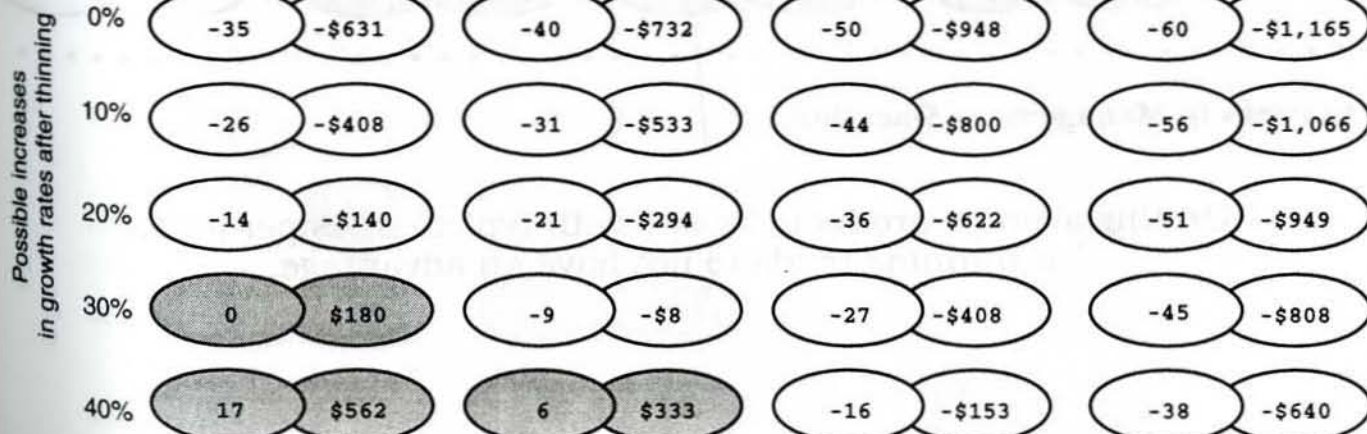 Possible increases
in growth rates after thinning
0% -35 -$631 -40 -$732 -50 -$948 -60 -$1,165
10% -26 -$408 -31 -$533 -44 -$800 -56 -$1,066
20% -14 -$140 -21 -$294 -36 -$622 -51 -$949
30% 0 $180 -9 -$8 -27 -$408 -45 -$808
40% 17 $562 6 $333 -16 -$153 -38 -$640